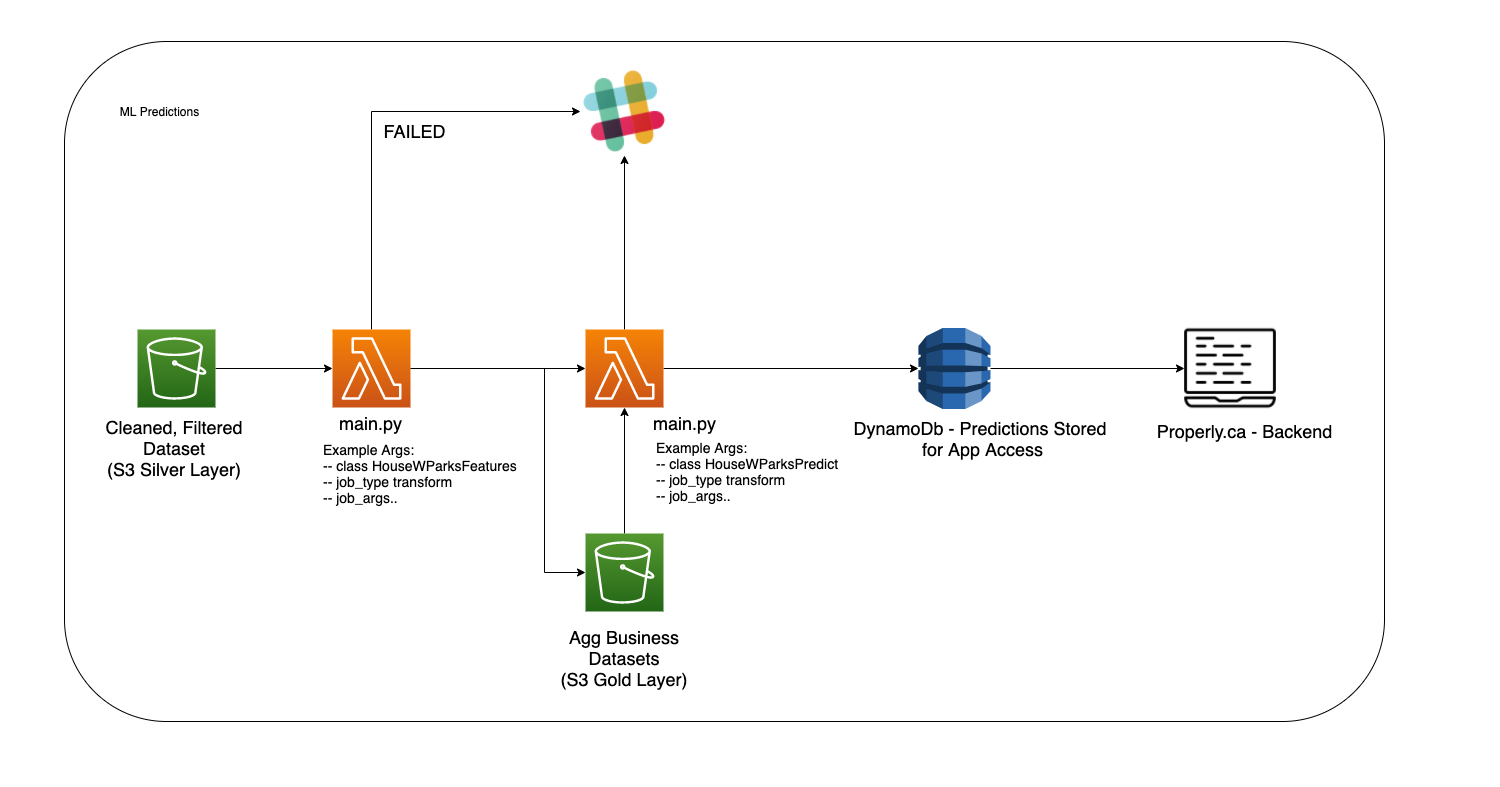 ML Predictions
FAILED
Cleaned, Filtered
Dataset
(S3 Silver Layer)
main.py
Example Args:
-- class HouseWParksFeatures
-- job_type transform
-- job_args..
main.py
Example Args:
-- class HouseWParksPredict
-- job_type transform
-- job_args..
DynamoDb - Predictions Stored
for App Access
Properly.ca - Backend
Agg Business
Datasets
(S3 Gold Layer)